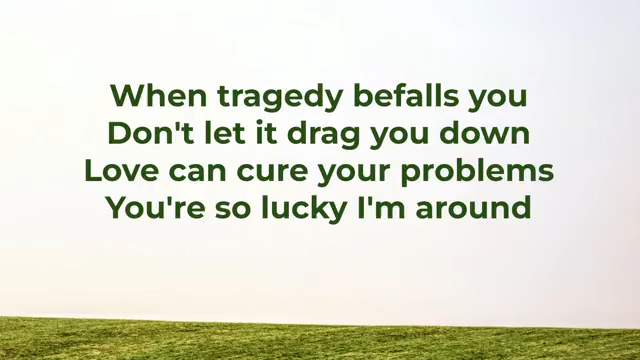 When tragedy befalls you
Don't let it drag you down
Love can cure your problems
You're so lucky I'm around